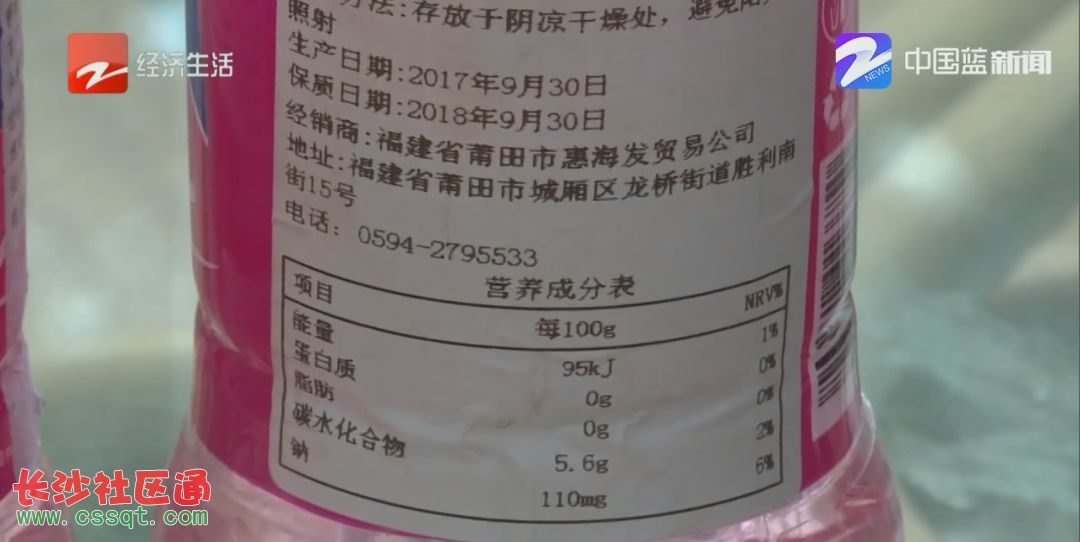 经济生活
中国蓝新闻
NEWS
方法:存放于阴凉干燥处，避免阳
照射
生产日期:2017年9月30日
保质日期:2018年9月30日
经销商:福建省莆田市惠海发贸易公司
地址:福建省莆田市城厢区龙桥街道胜利南
街15号
电话: 0594-2795533
营养成分表
项目 每100g NRV%
能量 95kJ 1%
蛋白质 0g 0%
脂肪 0g 0%
碳水化合物 5.6g 2%
钠 110mg 6%
长沙社区通
www.cssqt.com